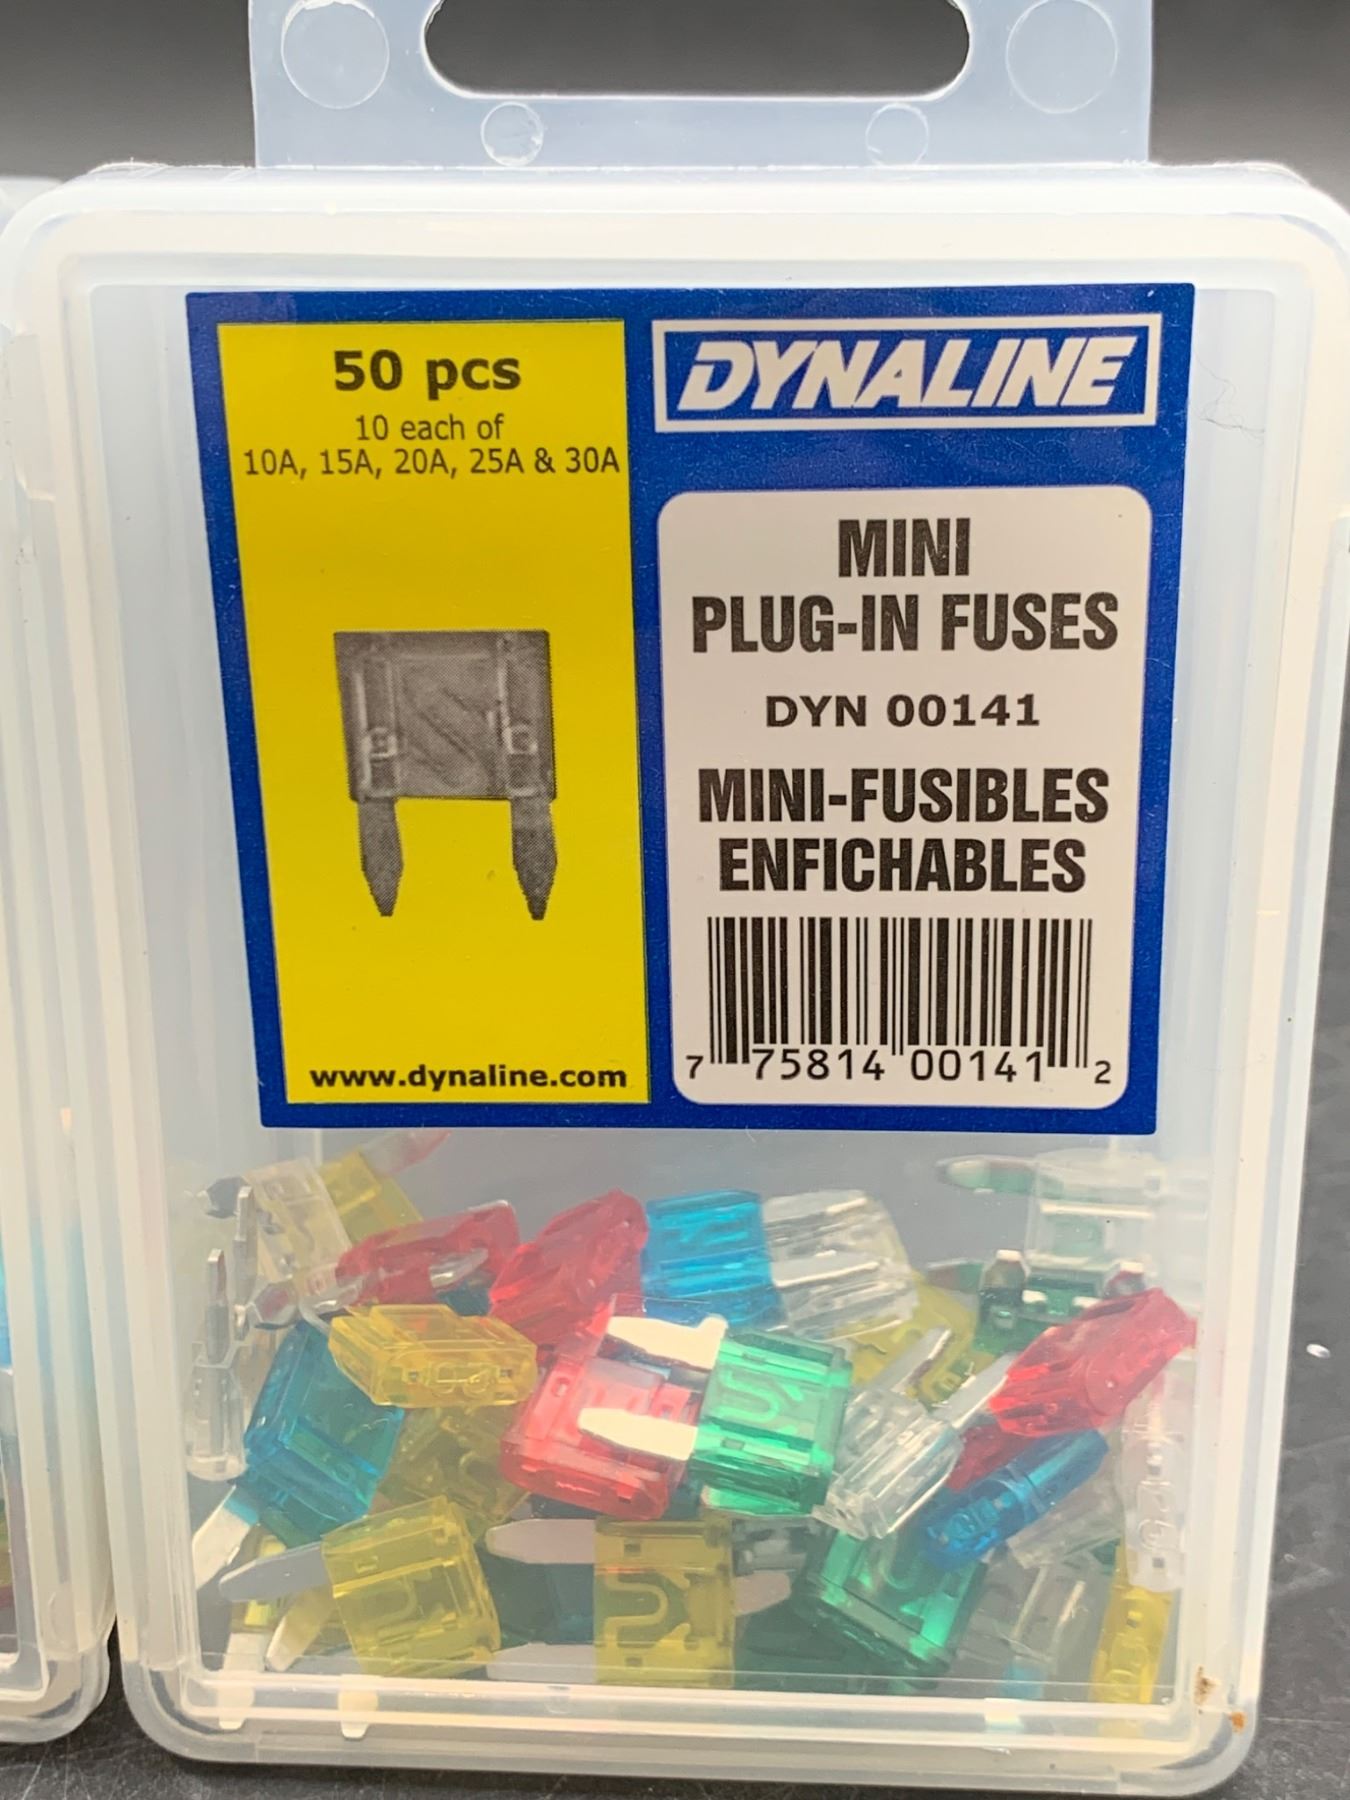 50 pcs
10 each of
10A, 15A, 20A, 25A & 30A
www.dynaline.com
DYNALINE
MINI
PLUG-IN FUSES
DYN 00141
MINI-FUSIBLES
ENFICHABLES
7 75814 00141 2